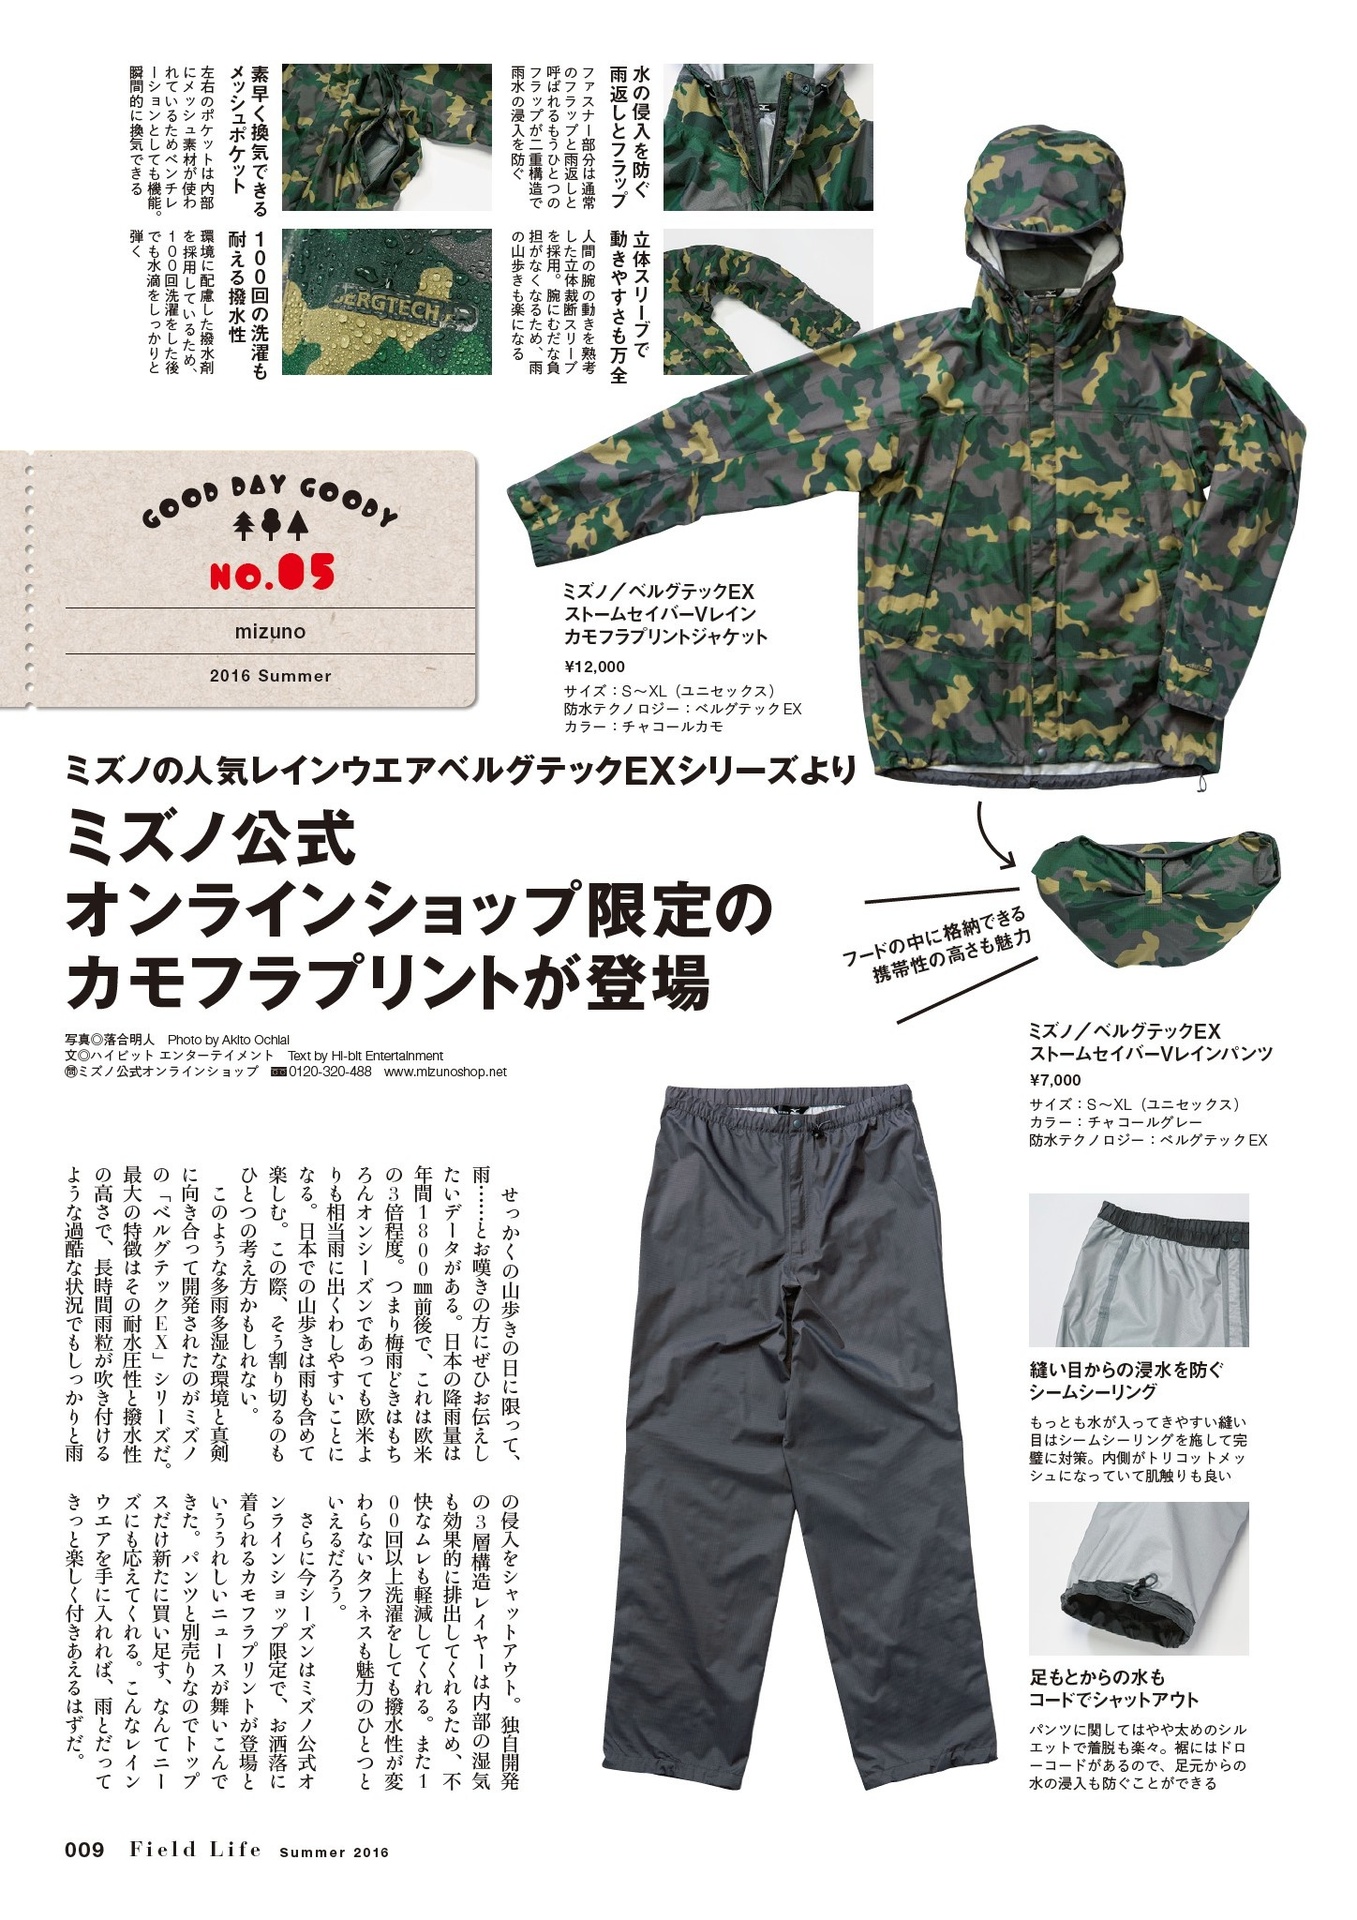 水の侵入を防ぐ
雨返しとフラップ
ファスナー部分は通常
のフラップと雨返しと
呼ばれるもうひとつの
フラップが二重構造で
雨水の侵入を防ぐ
素早く換気できる
メッシュポケット
左右のポケットは内部
にメッシュ素材が使わ
れているためベンチレ
ーションとしても機能。
瞬間的に換気できる
立体スリーブで
動きやすさも万全
人間の腕の動きを熟考
した立体裁断スリーブ
を採用。腕にむだな負
担がなくなるため、雨
の山歩きも楽になる
100回の洗濯も
耐える撥水性
環境に配慮した撥水剤
を採用しているため、
100回洗濯をした後
でも水滴をしっかりと
弾く
BERGTECH
GOOD DAY GOODY
NO.05
mizuno
2016 Summer
ミズノ／ベルグテックEX
ストームセイバーVレイン
カモフラプリントジャケット
¥12,000
サイズ：S〜XL（ユニセックス）
防水テクノロジー：ベルグテックEX
カラー：チャコールカモ
ミズノの人気レインウエアベルグテックEXシリーズより
ミズノ公式
オンラインショップ限定の
カモフラプリントが登場
写真◎落合明人　Photo by Akito Ochiai
文◎ハイビット エンターテイメント　Text by Hi-bit Entertainment
㉄ミズノ公式オンラインショップ　0120-320-488　www.mizunoshop.net
フードの中に格納できる
携帯性の高さも魅力
ミズノ／ベルグテックEX
ストームセイバーVレインパンツ
¥7,000
サイズ：S〜XL（ユニセックス）
カラー：チャコールグレー
防水テクノロジー：ベルグテックEX
縫い目からの浸水を防ぐ
シームシーリング
もっとも水が入ってきやすい縫い
目はシームシーリングを施して完
璧に対策。内側がトリコットメッ
シュになっていて肌触りも良い
足もとからの水も
コードでシャットアウト
パンツに関してはやや太めのシル
エットで着脱も楽々。裾にはドロ
ーコードがあるので、足元からの
水の浸入も防ぐことができる
せっかくの山歩きの日に限って、
雨……とお嘆きの方にぜひお伝えし
たいデータがある。日本の降雨量は
年間1800㎜前後で、これは欧米
の3倍程度。つまり梅雨どきはもち
ろんオンシーズンであっても欧米よ
りも相当雨に出くわしやすいことに
なる。日本での山歩きは雨も含めて
楽しむ。この際、そう割り切るのも
ひとつの考え方かもしれない。
このような多雨多湿な環境と真剣
に向き合って開発されたのがミズノ
の「ベルグテックEX」シリーズだ。
最大の特徴はその耐水圧性と撥水性
の高さで、長時間雨粒が吹き付ける
ような過酷な状況でもしっかりと雨
の侵入をシャットアウト。独自開発
の3層構造レイヤーは内部の湿気
も効果的に排出してくれるため、不
快なムレも軽減してくれる。また1
00回以上洗濯をしても撥水性が変
わらないタフネスも魅力のひとつと
いえるだろう。
さらに今シーズンはミズノ公式オ
ンラインショップ限定で、お洒落に
着られるカモフラプリントが登場と
いううれしいニュースが舞いこんで
きた。パンツと別売りなのでトップ
スだけ新たに買い足す、なんてニー
ズにも応えてくれる。こんなレイン
ウエアを手に入れれば、雨とだって
きっと楽しく付きあえるはずだ。
009 Field Life Summer 2016